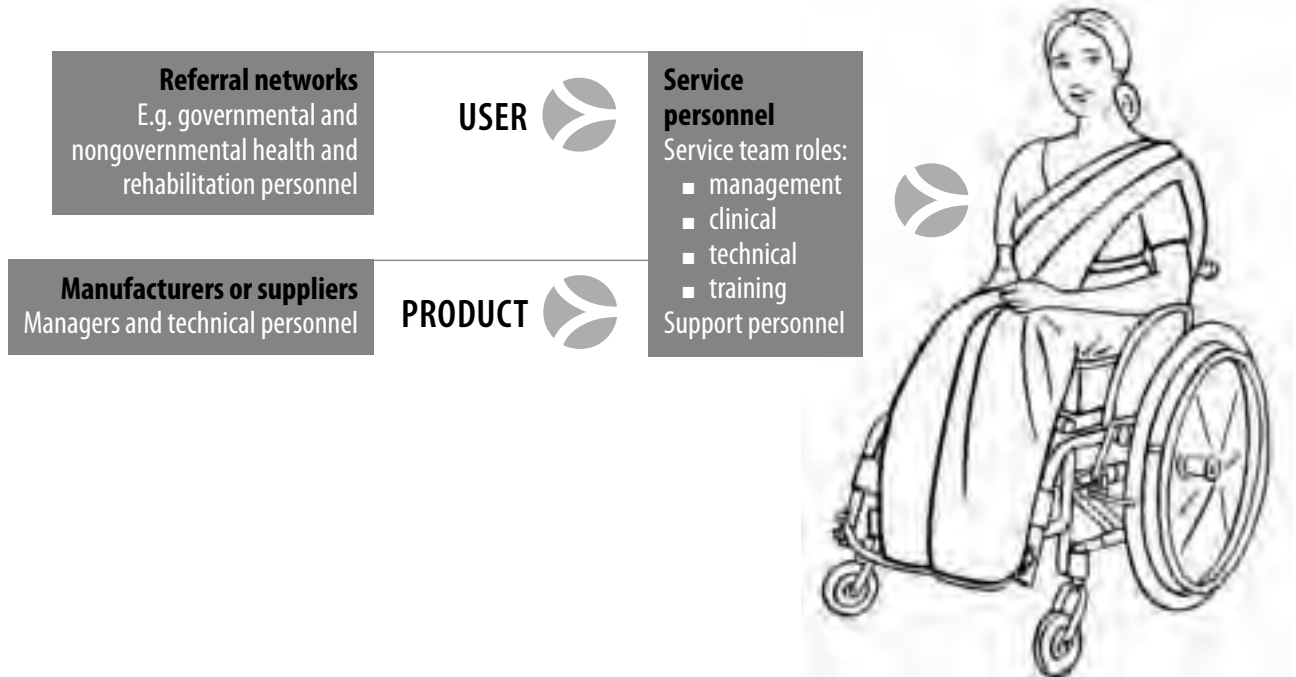 Referral networks
E.g. governmental and
nongovernmental health and
rehabilitation personnel
USER
Manufacturers or suppliers
Managers and technical personnel
PRODUCT
Service
personnel
Service team roles:
■ management
■ clinical
■ technical
■ training
Support personnel